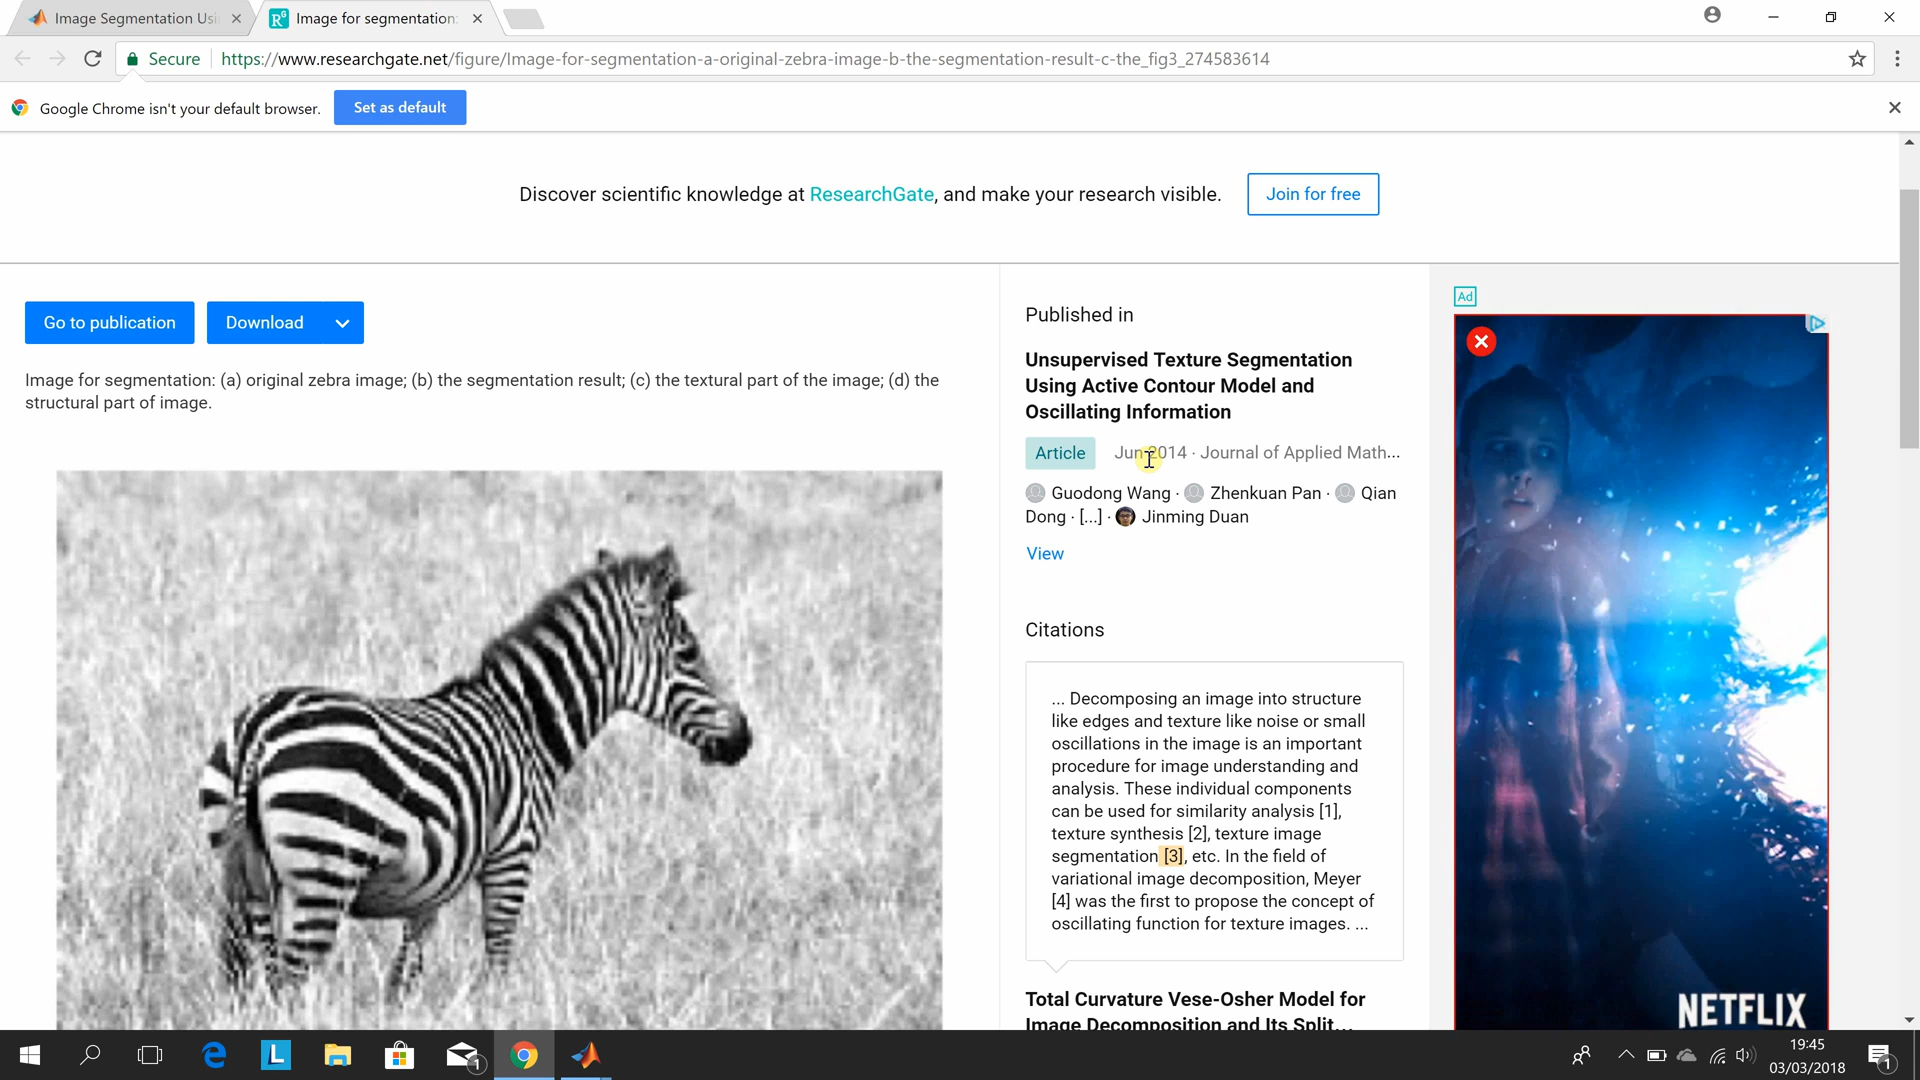 Image Segmentation Usi
Image for segmentation:
Secure
https://www.researchgate.net/figure/Image-for-segmentation-a-original-zebra-image-b-the-segmentation-result-c-the_fig3_274583614
Google Chrome isn't your default browser.
Set as default
Discover scientific knowledge at ResearchGate, and make your research visible.
Join for free
Go to publication
Download
Image for segmentation: (a) original zebra image; (b) the segmentation result; (c) the textural part of the image; (d) the
structural part of image.
Published in
Unsupervised Texture Segmentation
Using Active Contour Model and
Oscillating Information
Article
Jun 2014 · Journal of Applied Math...
Guodong Wang · Zhenkuan Pan · Qian
Dong · [...] · Jinming Duan
View
Citations
... Decomposing an image into structure
like edges and texture like noise or small
oscillations in the image is an important
procedure for image understanding and
analysis. These individual components
can be used for similarity analysis [1],
texture synthesis [2], texture image
segmentation [3], etc. In the field of
variational image decomposition, Meyer
[4] was the first to propose the concept of
oscillating function for texture images. ...
Total Curvature Vese-Osher Model for
Image Decomposition and Its Split...
Ad
NETFLIX
19:45
03/03/2018